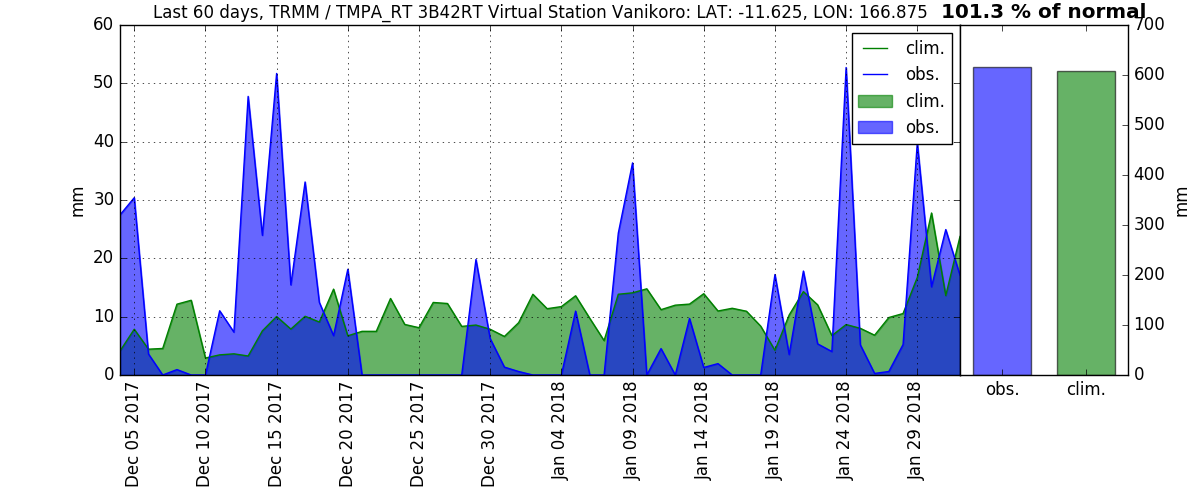 Last 60 days, TRMM / TMPA_RT 3B42RT Virtual Station Vanikoro: LAT: -11.625, LON: 166.875 101.3 % of normal
60
50
40
30
20
10
0
mm
clim.
obs.
clim.
obs.
700
600
500
400
300
200
100
0
mm
Dec 05 2017
Dec 10 2017
Dec 15 2017
Dec 20 2017
Dec 25 2017
Dec 30 2017
Jan 04 2018
Jan 09 2018
Jan 14 2018
Jan 19 2018
Jan 24 2018
Jan 29 2018
obs. clim.